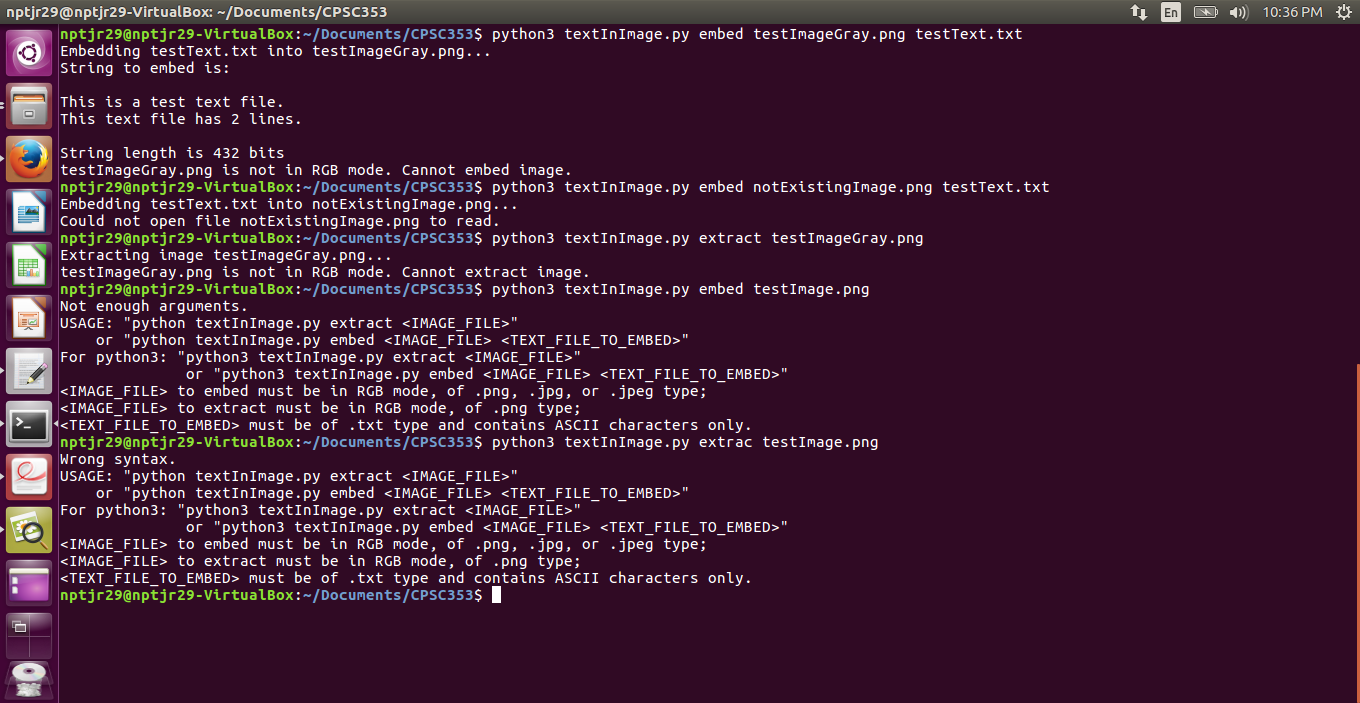 nptjr29@nptjr29-VirtualBox: ~/Documents/CPSC353 En 10:36 PM
nptjr29@nptjr29-VirtualBox:~/Documents/CPSC353$ python3 textInImage.py embed testImageGray.png testText.txt
Embedding testText.txt into testImageGray.png...
String to embed is:
This is a test text file.
This text file has 2 lines.
String length is 432 bits
testImageGray.png is not in RGB mode. Cannot embed image.
nptjr29@nptjr29-VirtualBox:~/Documents/CPSC353$ python3 textInImage.py embed notExistingImage.png testText.txt
Embedding testText.txt into notExistingImage.png...
Could not open file notExistingImage.png to read.
nptjr29@nptjr29-VirtualBox:~/Documents/CPSC353$ python3 textInImage.py extract testImageGray.png
Extracting image testImageGray.png...
testImageGray.png is not in RGB mode. Cannot extract image.
nptjr29@nptjr29-VirtualBox:~/Documents/CPSC353$ python3 textInImage.py embed testImage.png
Not enough arguments.
USAGE: "python textInImage.py extract <IMAGE_FILE>"
or "python textInImage.py embed <IMAGE_FILE> <TEXT_FILE_TO_EMBED>"
For python3: "python3 textInImage.py extract <IMAGE_FILE>"
or "python3 textInImage.py embed <IMAGE_FILE> <TEXT_FILE_TO_EMBED>"
<IMAGE_FILE> to embed must be in RGB mode, of .png, .jpg, or .jpeg type;
<IMAGE_FILE> to extract must be in RGB mode, of .png type;
<TEXT_FILE_TO_EMBED> must be of .txt type and contains ASCII characters only.
nptjr29@nptjr29-VirtualBox:~/Documents/CPSC353$ python3 textInImage.py extrac testImage.png
Wrong syntax.
USAGE: "python textInImage.py extract <IMAGE_FILE>"
or "python textInImage.py embed <IMAGE_FILE> <TEXT_FILE_TO_EMBED>"
For python3: "python3 textInImage.py extract <IMAGE_FILE>"
or "python3 textInImage.py embed <IMAGE_FILE> <TEXT_FILE_TO_EMBED>"
<IMAGE_FILE> to embed must be in RGB mode, of .png, .jpg, or .jpeg type;
<IMAGE_FILE> to extract must be in RGB mode, of .png type;
<TEXT_FILE_TO_EMBED> must be of .txt type and contains ASCII characters only.
nptjr29@nptjr29-VirtualBox:~/Documents/CPSC353$